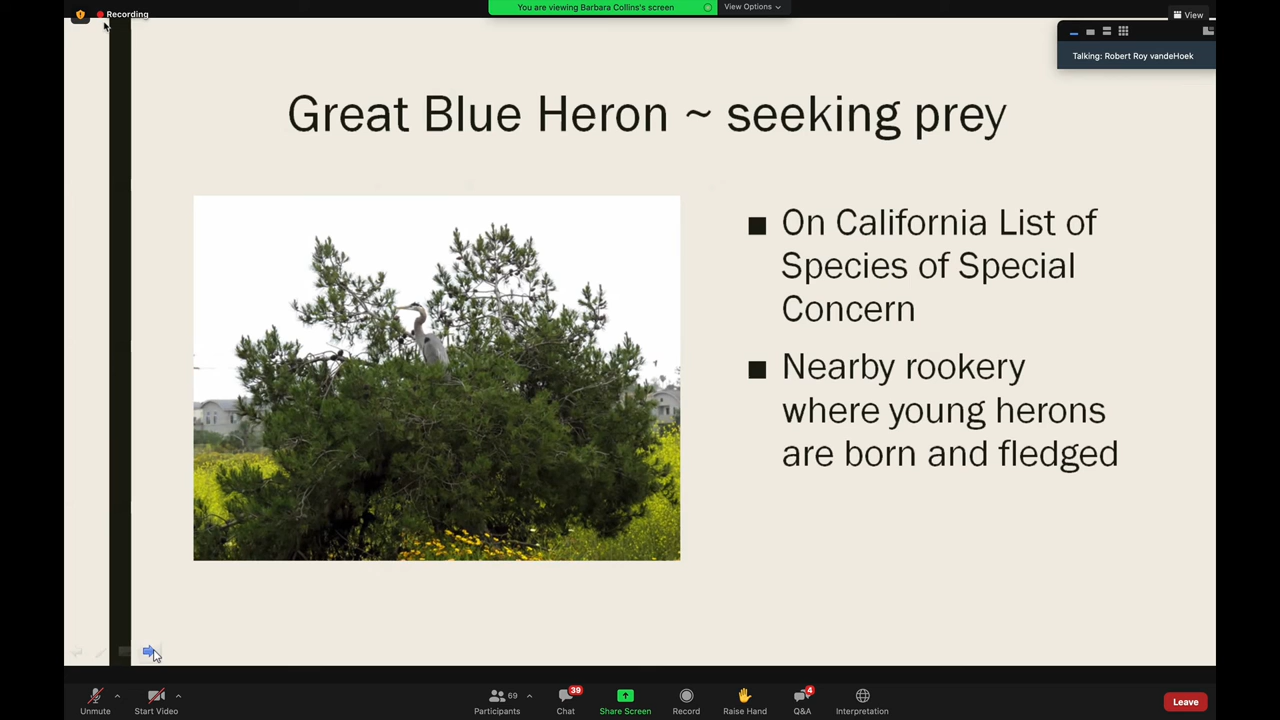 Recording
You are viewing Barbara Collins's screen
View Options
View
Talking: Robert Roy vandeHoek
Great Blue Heron ~ seeking prey
■ On California List of
Species of Special
Concern
■ Nearby rookery
where young herons
are born and fledged
Unmute
Start Video
69
Participants
39
Chat
Share Screen
Record
Raise Hand
4
Q&A
Interpretation
Leave